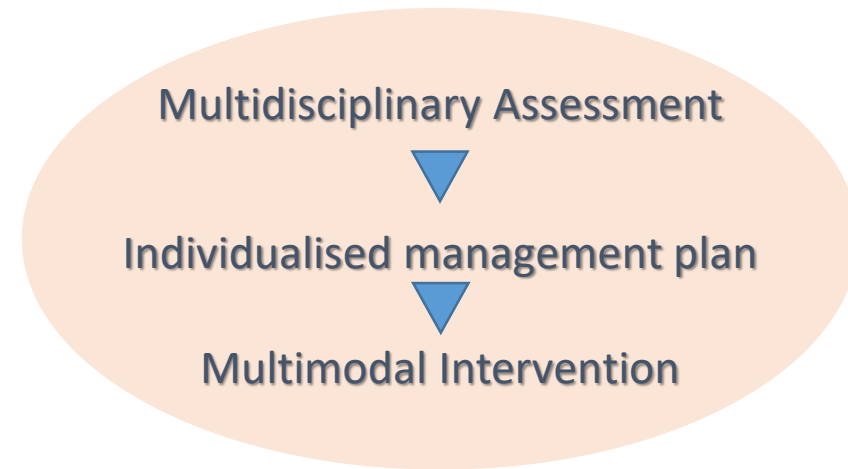 Multidisciplinary Assessment
Individualised management plan
Multimodal Intervention